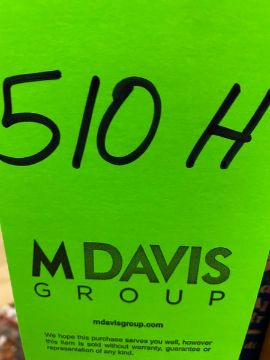 510 H
M DAVIS
GROUP
mdavisgroup.com
We hope this purchase serves you well, however
this item is sold without warranty, guarantee or
representation of any kind.